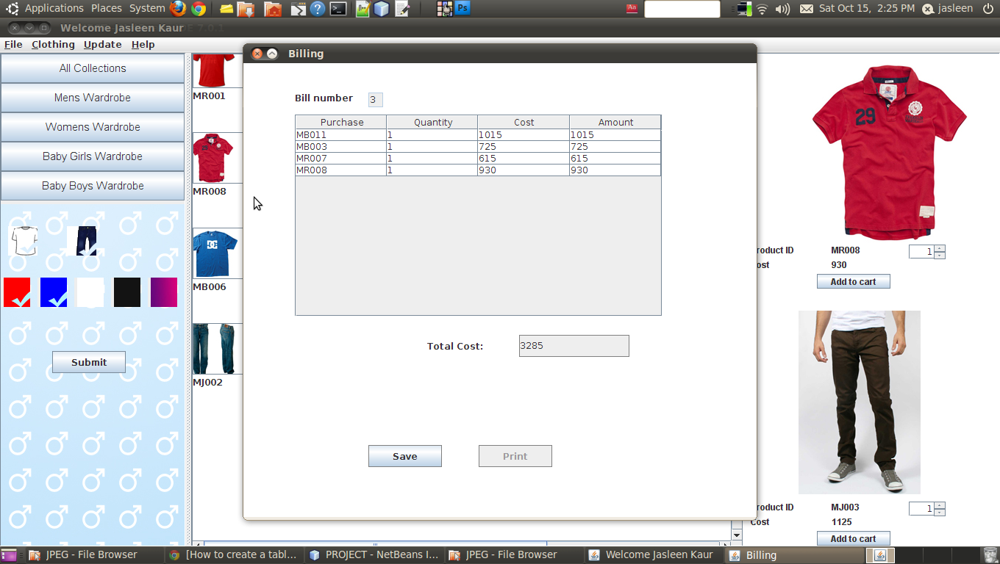 Applications Places System Sat Oct 15, 2:25 PM jasleen
Welcome Jasleen Kaur
File Clothing Update Help
All Collections
Mens Wardrobe
Womens Wardrobe
Baby Girls Wardrobe
Baby Boys Wardrobe
Submit
MR001
MR008
MB006
MJ002
Billing
Bill number 3
Purchase Quantity Cost Amount
MB011 1 1015 1015
MB003 1 725 725
MR007 1 615 615
MR008 1 930 930
Total Cost: 3285
Save Print
29
roduct ID MR008 1
ost 930
Add to cart
roduct ID MJ003 1
Cost 1125
Add to cart
JPEG - File Browser [How to create a tabl... PROJECT - NetBeans I... JPEG - File Browser Welcome Jasleen Kaur Billing